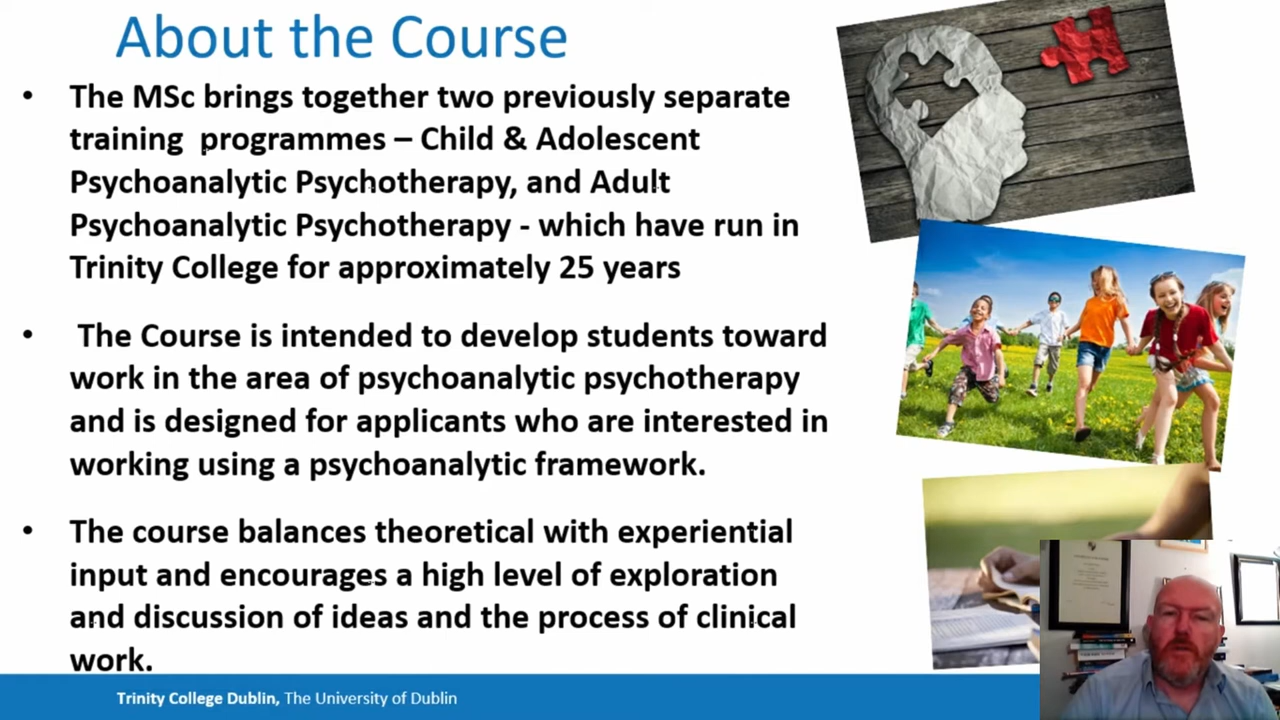 About the Course
• The MSc brings together two previously separate
training programmes – Child & Adolescent
Psychoanalytic Psychotherapy, and Adult
Psychoanalytic Psychotherapy - which have run in
Trinity College for approximately 25 years
• The Course is intended to develop students toward
work in the area of psychoanalytic psychotherapy
and is designed for applicants who are interested in
working using a psychoanalytic framework.
• The course balances theoretical with experiential
input and encourages a high level of exploration
and discussion of ideas and the process of clinical
work.
Trinity College Dublin, The University of Dublin